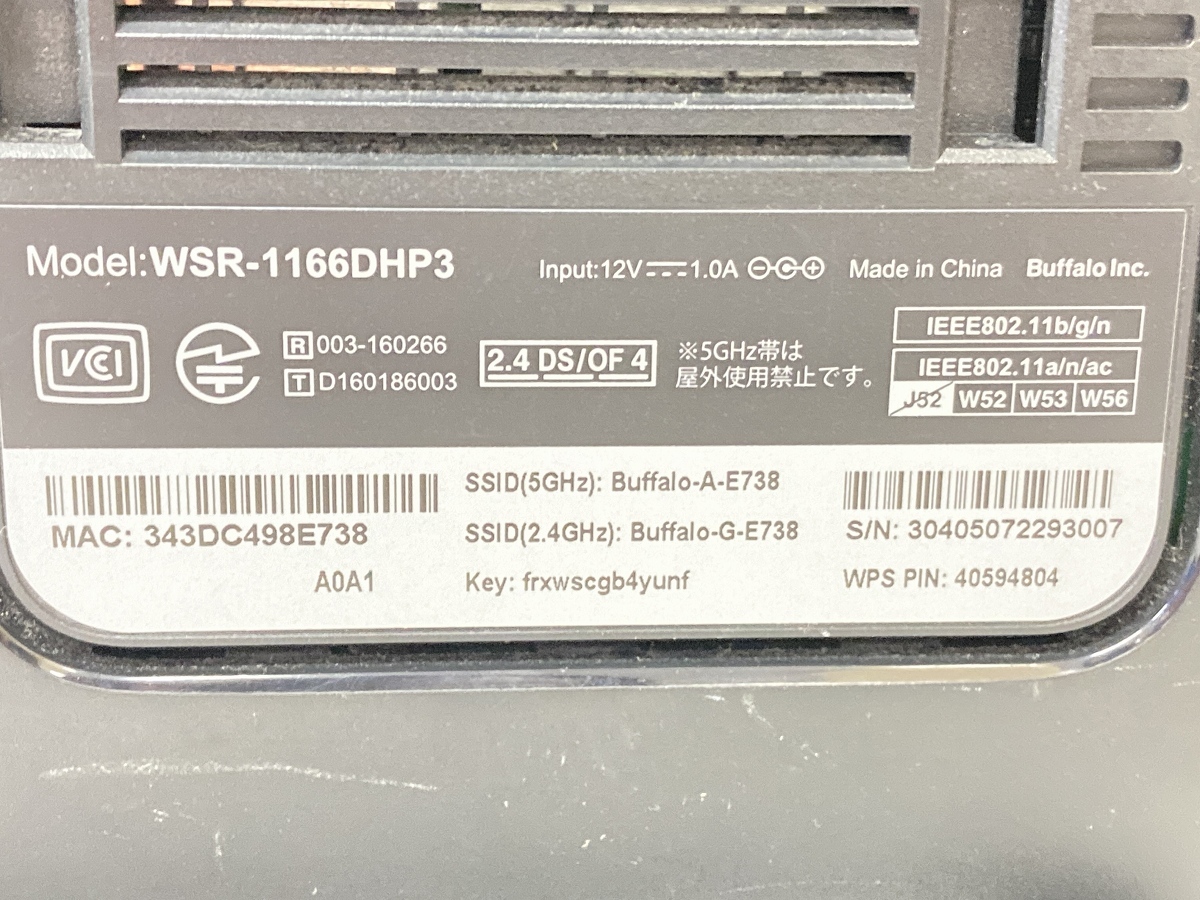 Model:WSR-1166DHP3
Input:12V⎓1.0A
Made in China
Buffalo Inc.
VCCI
R 003-160266
T D160186003
2.4 DS/OF 4
※5GHz帯は
屋外使用禁止です。
IEEE802.11b/g/n
IEEE802.11a/n/ac
J52 W52 W53 W56
MAC: 343DC498E738
A0A1
SSID(5GHz): Buffalo-A-E738
SSID(2.4GHz): Buffalo-G-E738
Key: frxwscgb4yunf
S/N: 30405072293007
WPS PIN: 40594804